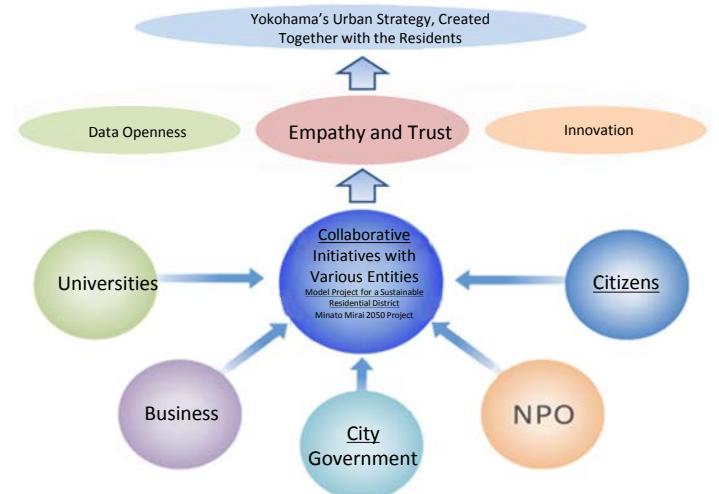 Yokohama's Urban Strategy, Created
Together with the Residents
Data Openness
Empathy and Trust
Innovation
Collaborative
Initiatives with
Various Entities
Model Project for a Sustainable
Residential District
Minato Mirai 2050 Project
Universities
Citizens
Business
City
Government
NPO